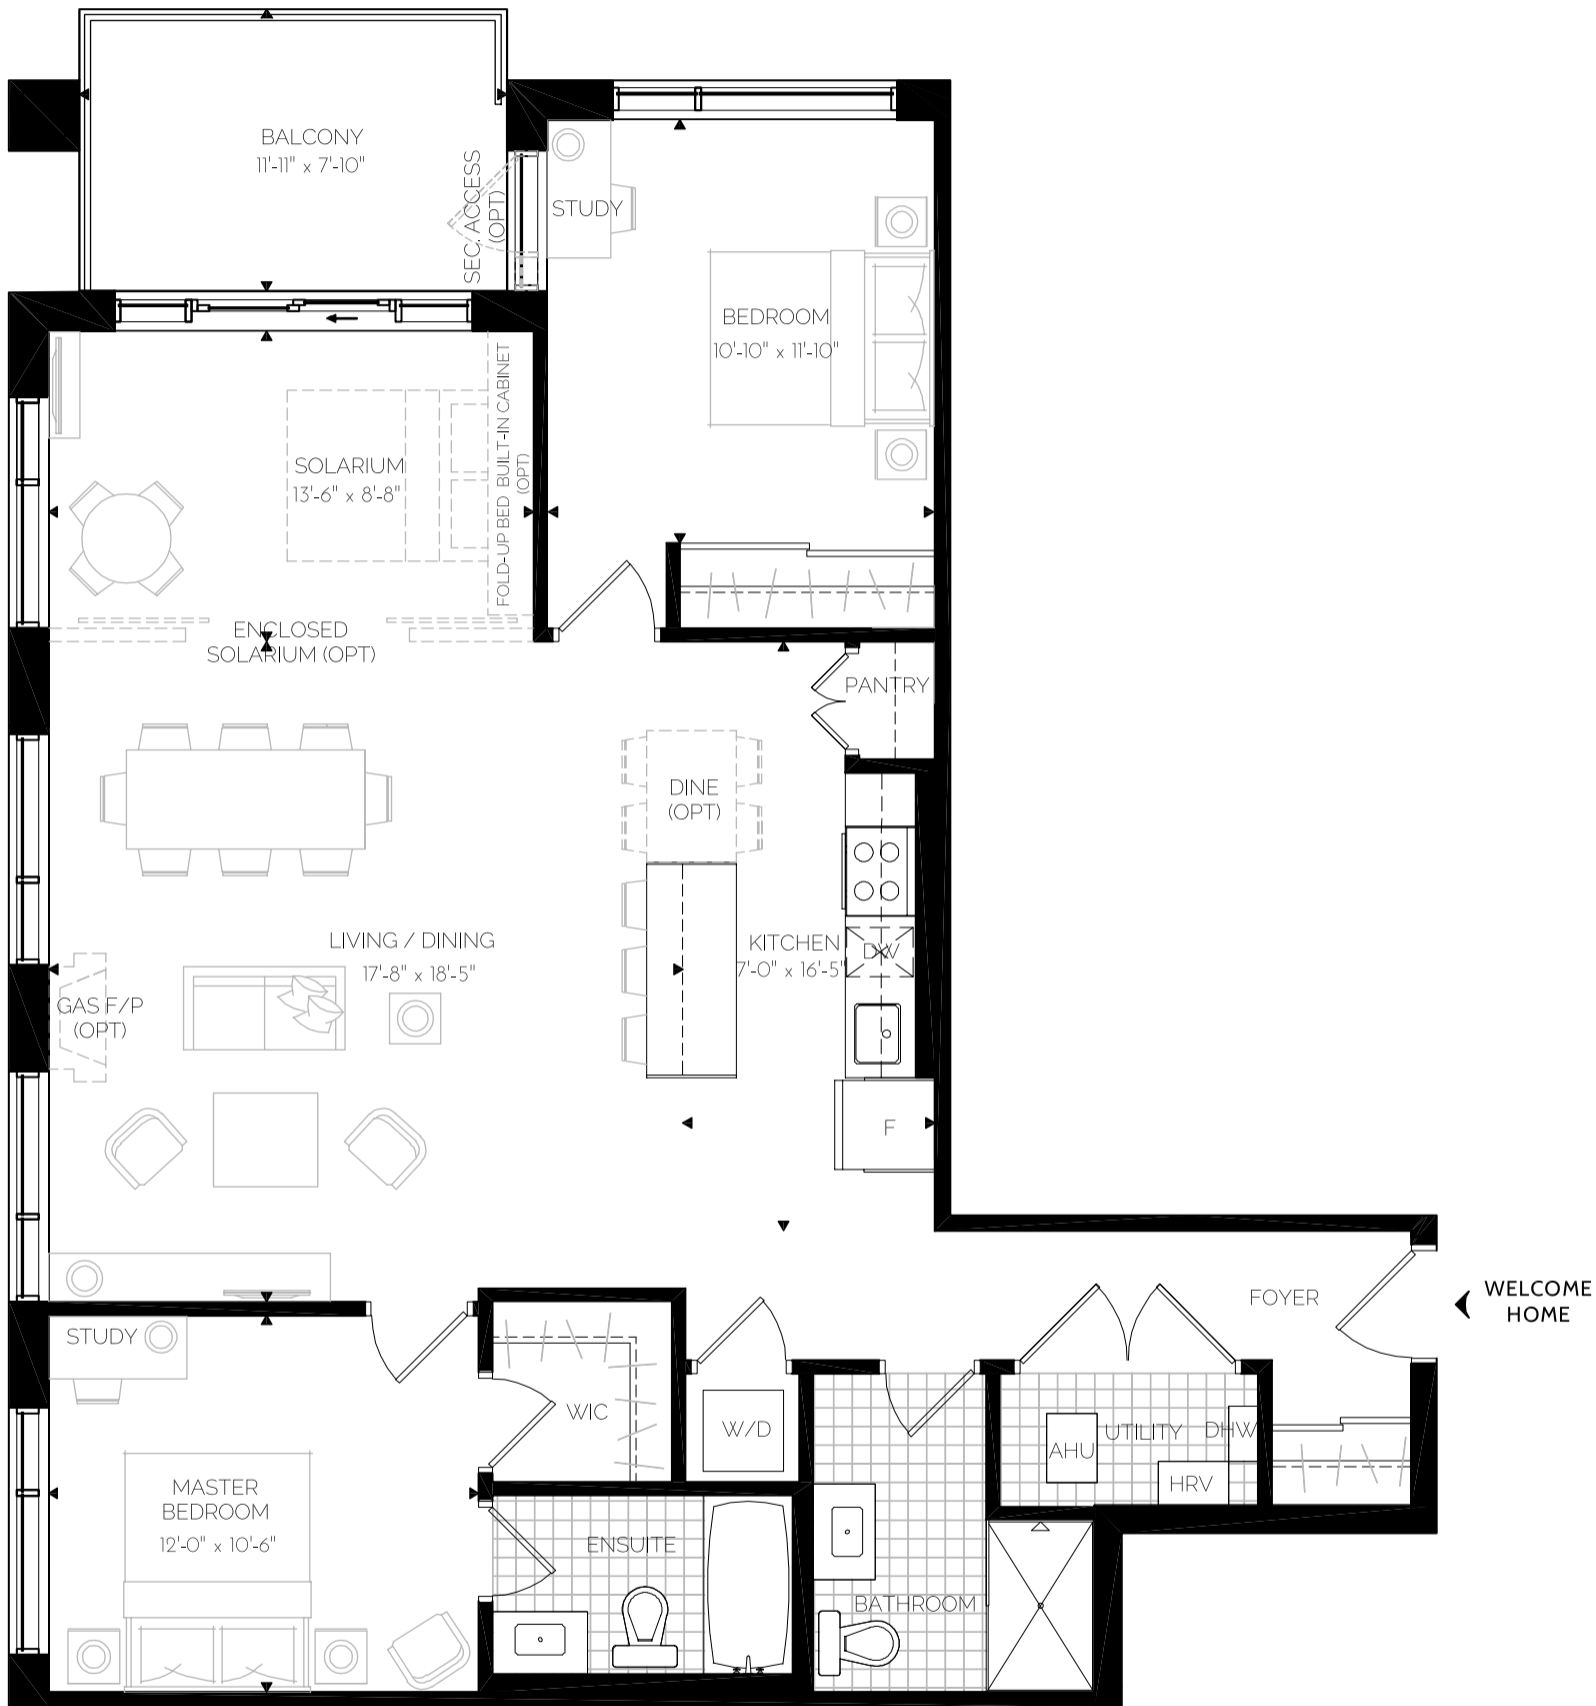 BALCONY
11'-11" x 7'-10"
SEC. ACCESS
(OPT)
STUDY
BEDROOM
10'-10" x 11'-10"
SOLARIUM
13'-6" x 8'-8"
FOLD-UP BED BUILT-IN CABINET
(OPT)
ENCLOSED
SOLARIUM (OPT)
PANTRY
DINE
(OPT)
LIVING / DINING
17'-8" x 18'-5"
KITCHEN
7'-0" x 16'-5"
DW
GAS F/P
(OPT)
F
FOYER
WELCOME
HOME
STUDY
WIC
W/D
AHU
UTILITY
DHW
HRV
MASTER
BEDROOM
12'-0" x 10'-6"
ENSUITE
BATHROOM